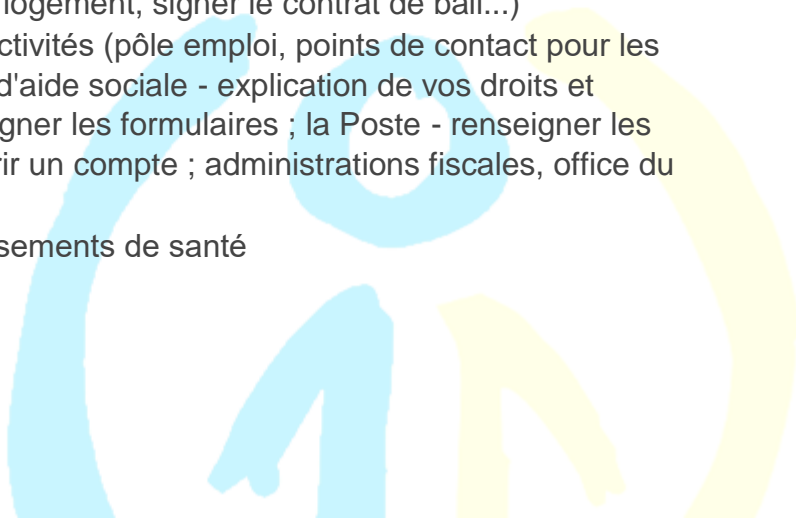 logement, signer le contrat de bail...)
ctivités (pôle emploi, points de contact pour les
d'aide sociale - explication de vos droits et
gner les formulaires ; la Poste - renseigner les
rir un compte ; administrations fiscales, office du
sements de santé